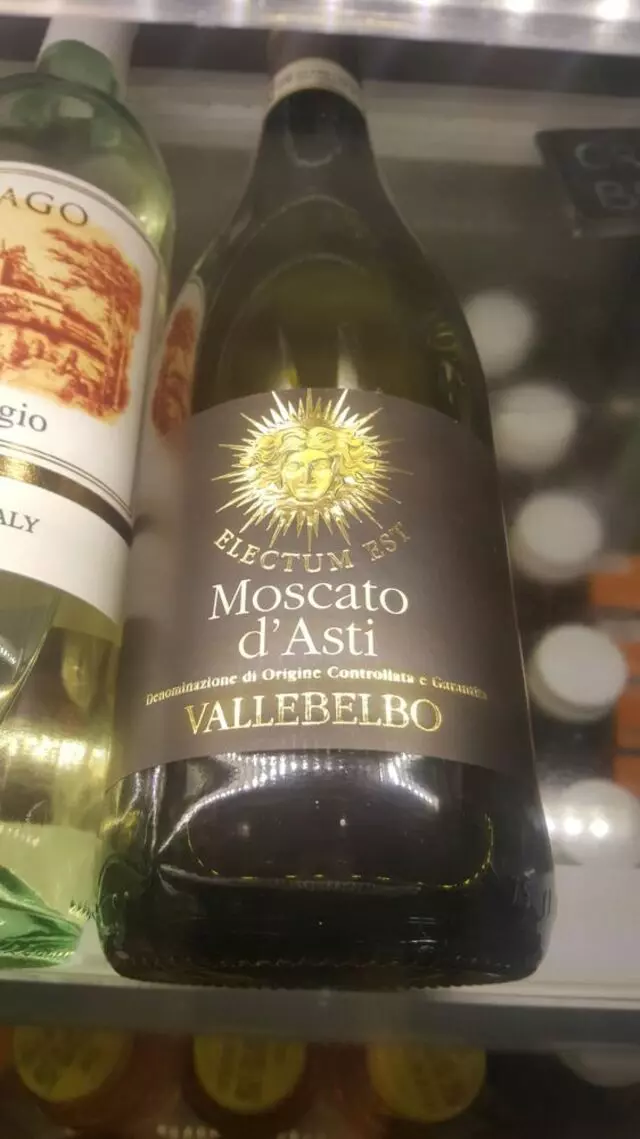 AGO
gio
ALY
ELECTUM EST
Moscato
d'Asti
Denominazione di Origine Controllata e Garantita
VALLEBELBO